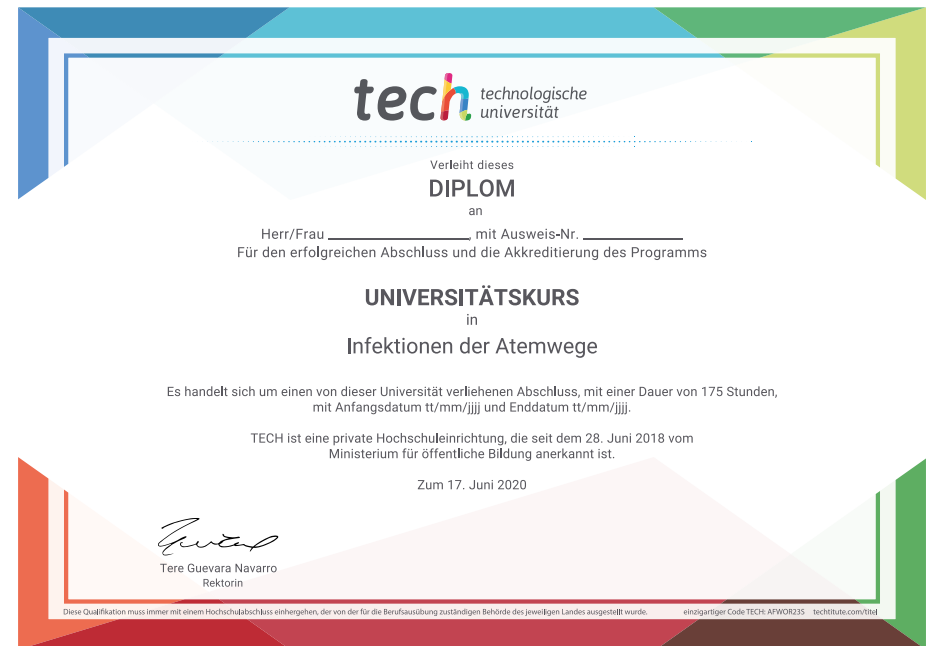 tech technologische
universität
Verleiht dieses
DIPLOM
an
Herr/Frau ____________________, mit Ausweis-Nr. ______________
Für den erfolgreichen Abschluss und die Akkreditierung des Programms
UNIVERSITÄTSKURS
in
Infektionen der Atemwege
Es handelt sich um einen von dieser Universität verliehenen Abschluss, mit einer Dauer von 175 Stunden,
mit Anfangsdatum tt/mm/jjjj und Enddatum tt/mm/jjjj.
TECH ist eine private Hochschuleinrichtung, die seit dem 28. Juni 2018 vom
Ministerium für öffentliche Bildung anerkannt ist.
Zum 17. Juni 2020
Tere Guevara Navarro
Rektorin
Diese Qualifikation muss immer mit einem Hochschulabschluss einhergehen, der von der für die Berufsausübung zuständigen Behörde des jeweiligen Landes ausgestellt wurde. einzigartiger Code TECH: AFWOR23S techtitute.com/titel